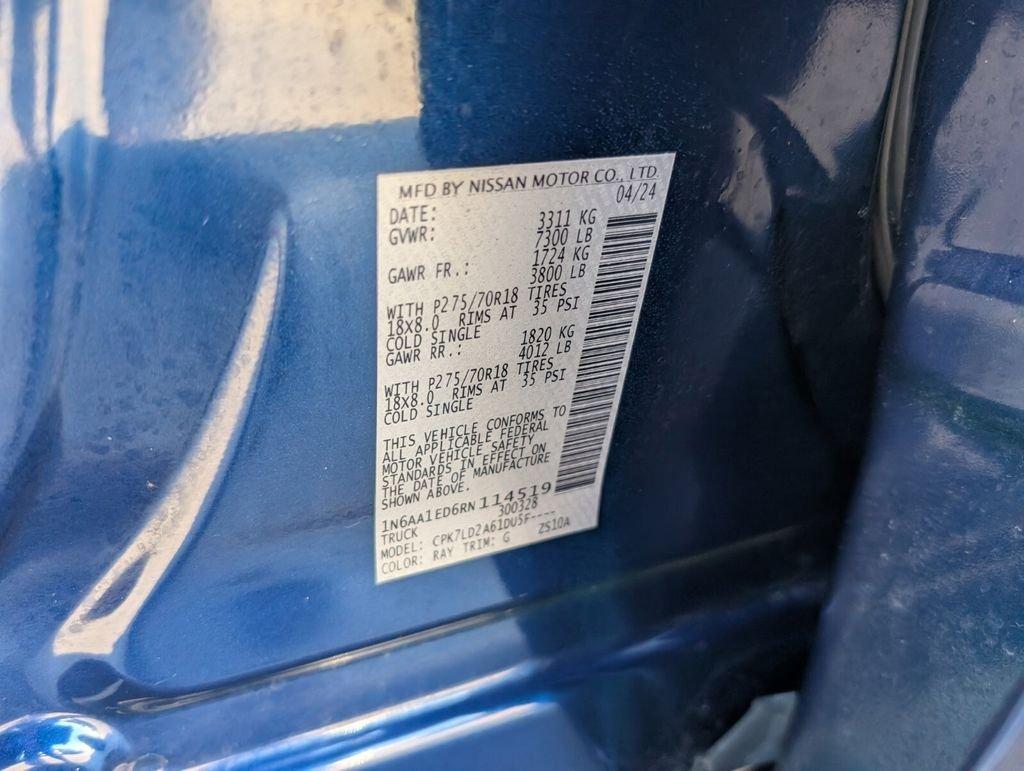 MFD BY NISSAN MOTOR CO., LTD.
DATE: 04/24
GVWR: 3311 KG
7300 LB
GAWR FR.: 1724 KG
3800 LB
WITH P275/70R18 TIRES
18X8.0 RIMS AT 35 PSI
COLD SINGLE
GAWR RR.: 1820 KG
4012 LB
WITH P275/70R18 TIRES
18X8.0 RIMS AT 35 PSI
COLD SINGLE
THIS VEHICLE CONFORMS TO
ALL APPLICABLE FEDERAL
MOTOR VEHICLE SAFETY
STANDARDS IN EFFECT ON
THE DATE OF MANUFACTURE
SHOWN ABOVE.
1N6AA1ED6RN 114519
TRUCK 300328
MODEL: CPK7LD2A61DU5F----
COLOR: RAY TRIM: G ZS10A